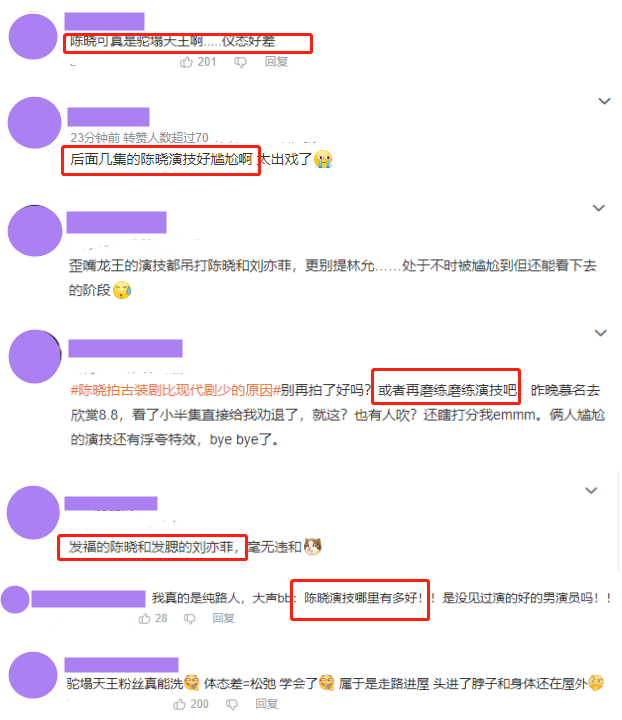 陈晓可真是驼塌天王啊.....仪态好差
201 回复
23分钟前 转赞人数超过70
后面几集的陈晓演技好尴尬啊 太出戏了
歪嘴龙王的演技都吊打陈晓和刘亦菲，更别提林允……处于不时被尴尬到但还能看下去
的阶段
#陈晓拍古装剧比现代剧少的原因#别再拍了好吗？或者再磨练磨练演技吧 昨晚慕名去
欣赏8.8，看了小半集直接给我劝退了，就这？也有人吹？还瞎打分我emmm。俩人尴尬
的演技还有浮夸特效，bye bye了。
发福的陈晓和发腮的刘亦菲，毫无违和
我真的是纯路人，大声bb：陈晓演技哪里有多好！！是没见过演的好的男演员吗！！
28 回复
驼塌天王粉丝真能洗 体态差=松弛 学会了 属于是走路进屋 头进了脖子和身体还在屋外
200 回复